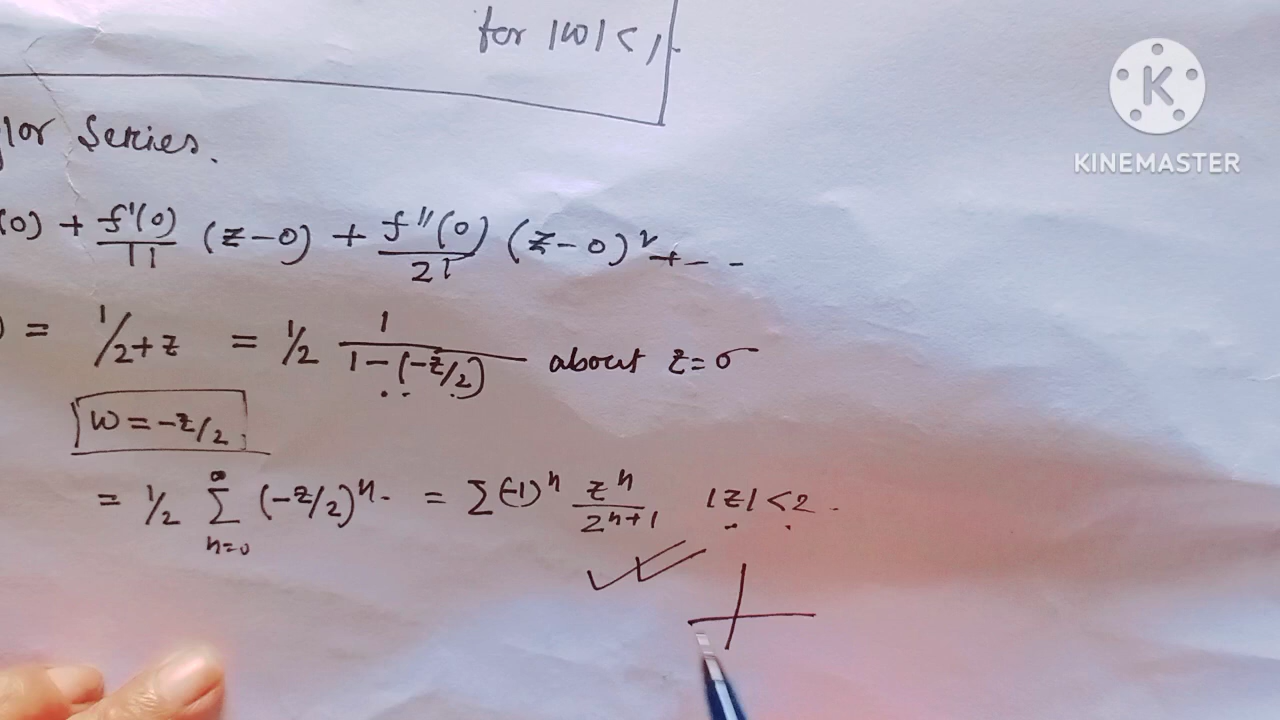 for |w| < 1.
K
KINEMASTER
lor Series.
(0) + f'(0)/1! (z-0) + f''(0)/2! (z-0)² + - -
) = 1/2+z = 1/2 1/1-(-z/2) about z=0
w = -z/2
= 1/2 ∑ n=0 ∞ (-z/2)ⁿ. = ∑(-1)ⁿ zⁿ/2ⁿ⁺¹ |z| < 2.